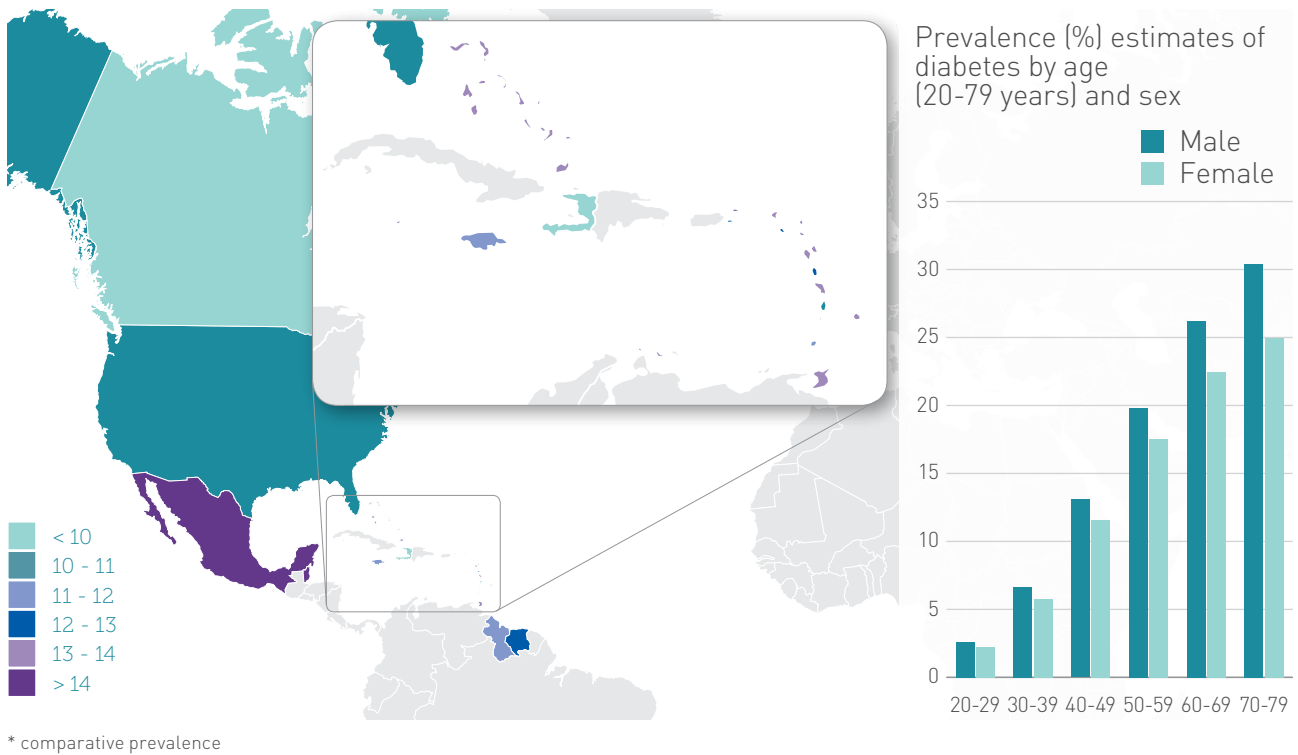 Prevalence (%) estimates of
diabetes by age
(20-79 years) and sex
Male
Female
35
30
25
20
15
10
5
0
20-29 30-39 40-49 50-59 60-69 70-79
< 10
10 - 11
11 - 12
12 - 13
13 - 14
> 14
* comparative prevalence